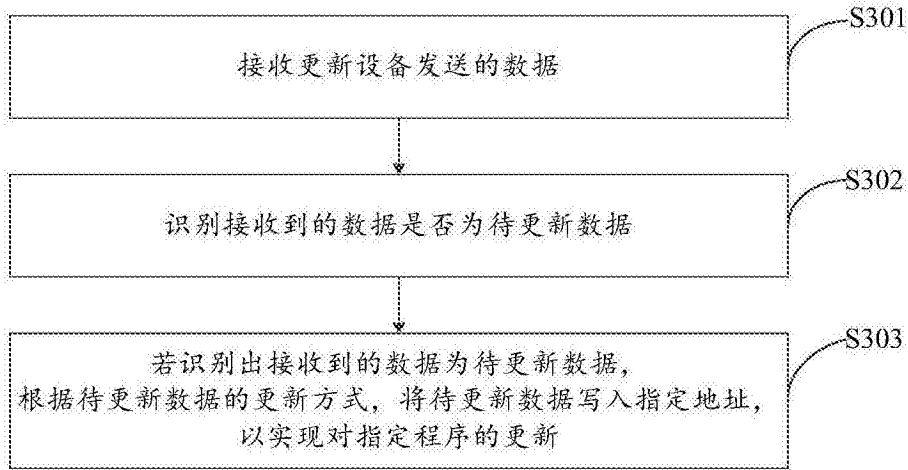 S301
接收更新设备发送的数据
S302
识别接收到的数据是否为待更新数据
S303
若识别出接收到的数据为待更新数据，
根据待更新数据的更新方式，将待更新数据写入指定地址，
以实现对指定程序的更新